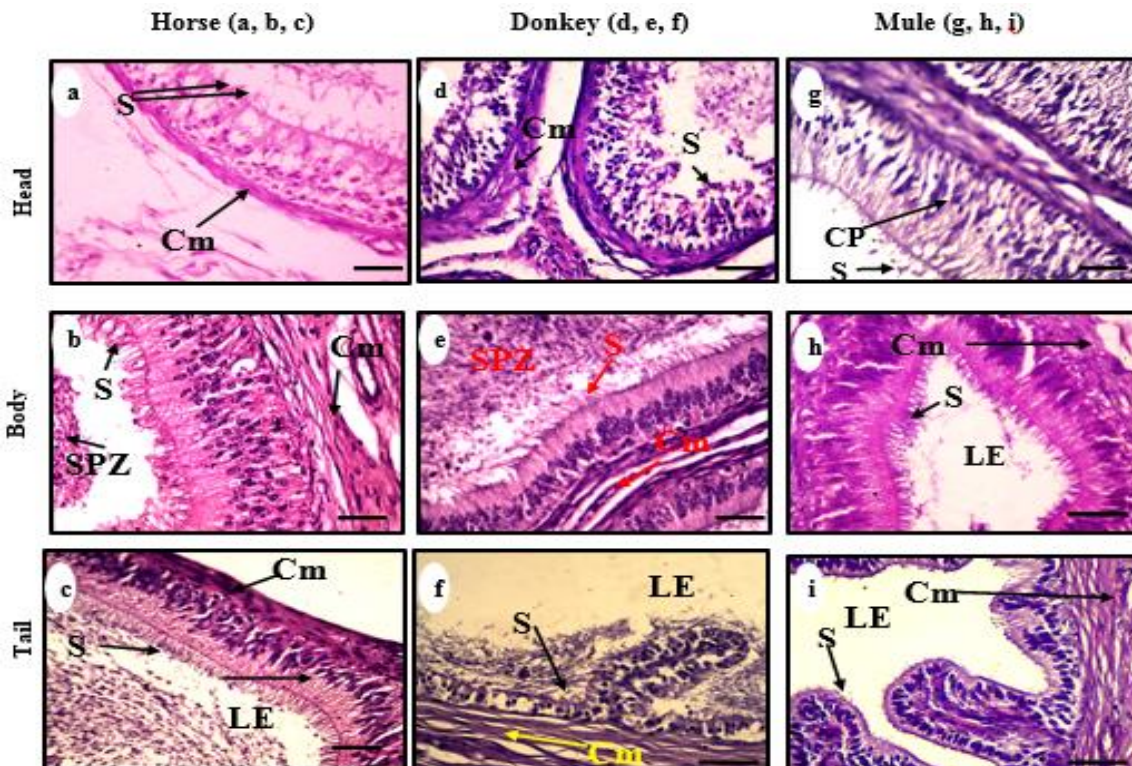 Horse (a, b, c) Donkey (d, e, f) Mule (g, h, i)
Head
a
S
Cm
d
Cm
S
g
CP
S
Body
b
S
Cm
SPZ
e
SPZ
S
Cm
h
Cm
S
LE
Tail
c
Cm
S
LE
f
LE
S
Cm
i
LE
Cm
S